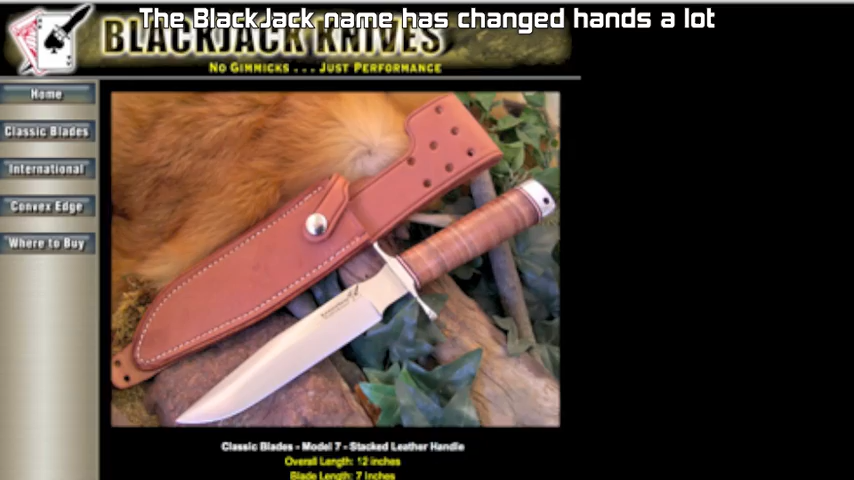 The BlackJack name has changed hands a lot
BLACKJACK KNIVES
NO GIMMICKS . . . JUST PERFORMANCE
Home
Classic Blades
International
Convex Edge
Where to Buy
Classic Blades - Model 7 - Stacked Leather Handle
Overall Length: 12 inches
Blade Length: 7 inches